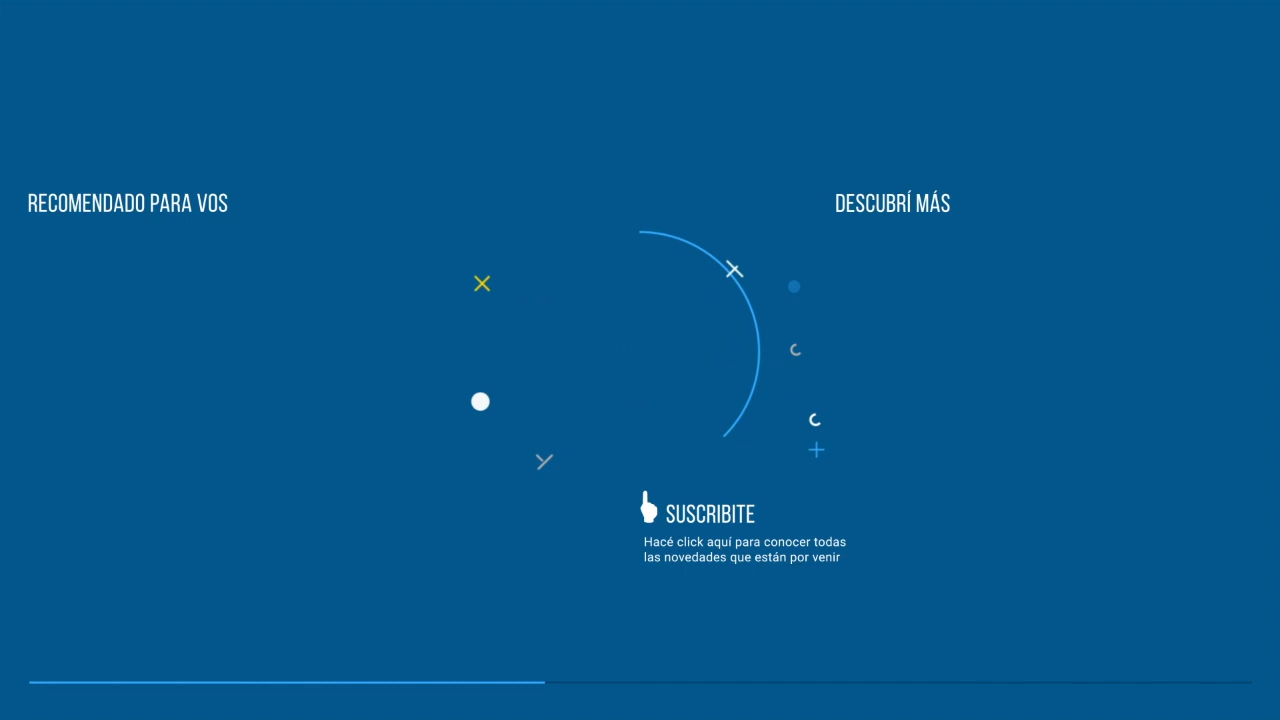 RECOMENDADO PARA VOS
DESCUBRÍ MÁS
SUSCRIBITE
Hacé click aquí para conocer todas
las novedades que están por venir